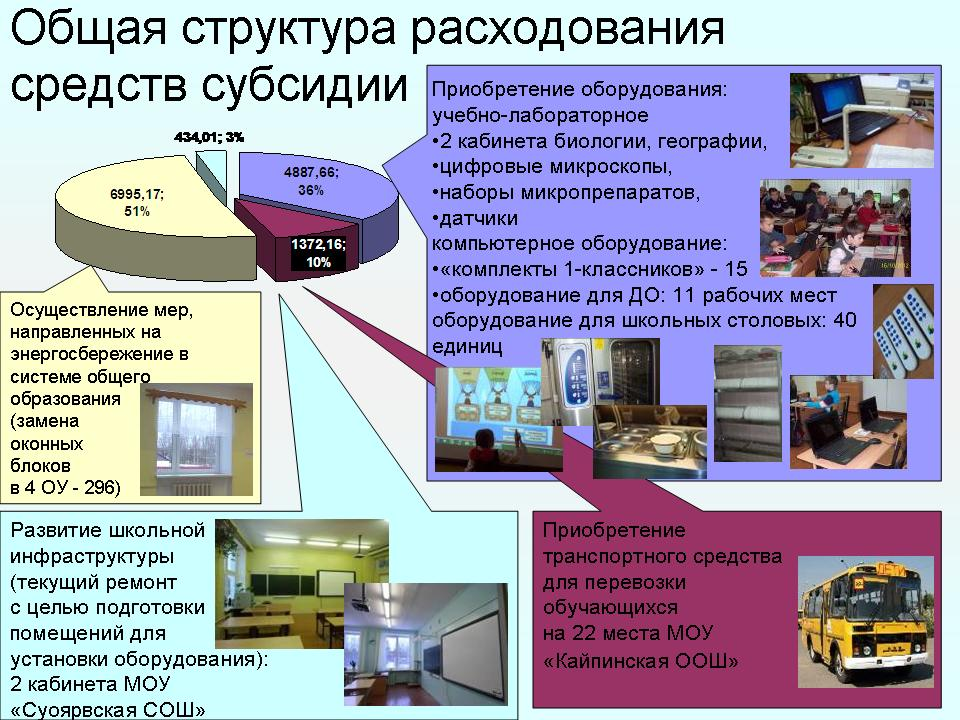 Общая структура расходования
средств субсидии
434,01; 3%
4887,66;
36%
6995,17;
51%
1372,16;
10%
Приобретение оборудования:
учебно-лабораторное
•2 кабинета биологии, географии,
•цифровые микроскопы,
•наборы микропрепаратов,
•датчики
компьютерное оборудование:
•«комплекты 1-классников» - 15
•оборудование для ДО: 11 рабочих мест
оборудование для школьных столовых: 40
единиц
16/10/2012
Осуществление мер,
направленных на
энергосбережение в
системе общего
образования
(замена
оконных
блоков
в 4 ОУ - 296)
Развитие школьной
инфраструктуры
(текущий ремонт
с целью подготовки
помещений для
установки оборудования):
2 кабинета МОУ
«Суоярвская СОШ»
Приобретение
транспортного средства
для перевозки
обучающихся
на 22 места МОУ
«Кайпинская ООШ»
ДЕТИ